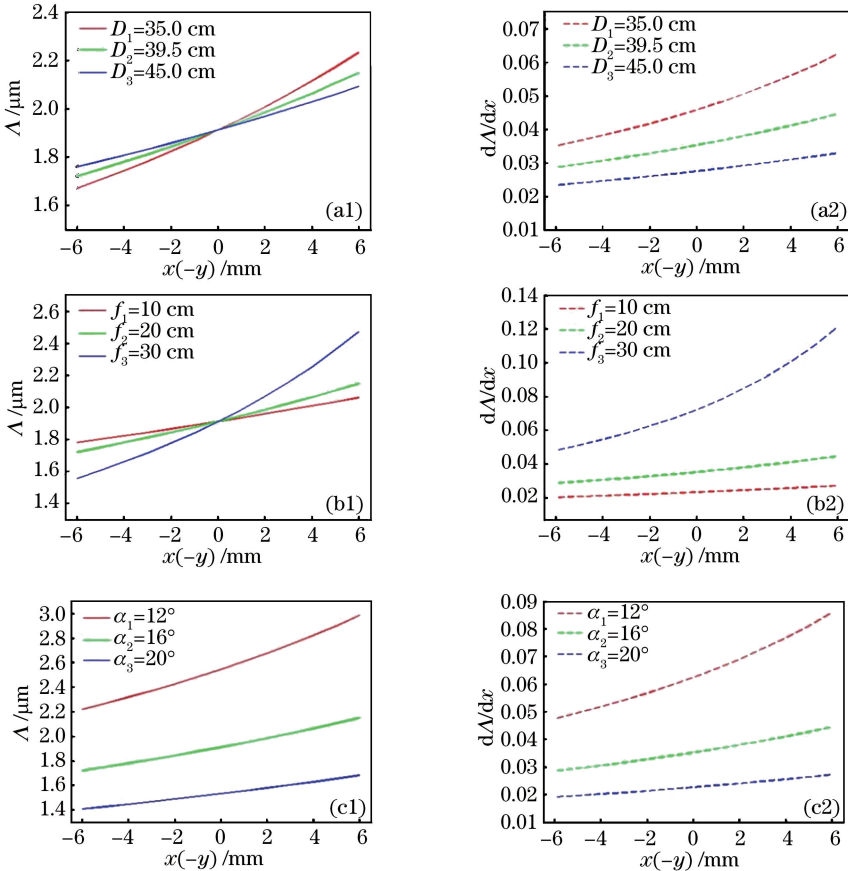 2.4
2.2
2.0
1.8
1.6
Λ /μm
D₁=35.0 cm
D₂=39.5 cm
D₃=45.0 cm
(a1)
−6 −4 −2 0 2 4 6
x(−y) /mm
0.07
0.06
0.05
0.04
0.03
0.02
0.01
dΛ/dx
D₁=35.0 cm
D₂=39.5 cm
D₃=45.0 cm
(a2)
−6 −4 −2 0 2 4 6
x(−y) /mm
2.6
2.4
2.2
2.0
1.8
1.6
1.4
Λ /μm
f₁=10 cm
f₂=20 cm
f₃=30 cm
(b1)
−6 −4 −2 0 2 4 6
x(−y) /mm
0.14
0.12
0.10
0.08
0.06
0.04
0.02
dΛ/dx
f₁=10 cm
f₂=20 cm
f₃=30 cm
(b2)
−6 −4 −2 0 2 4 6
x(−y) /mm
3.0
2.8
2.6
2.4
2.2
2.0
1.8
1.6
1.4
Λ /μm
α₁=12°
α₂=16°
α₃=20°
(c1)
−6 −4 −2 0 2 4 6
x(−y) /mm
0.09
0.08
0.07
0.06
0.05
0.04
0.03
0.02
0.01
dΛ/dx
α₁=12°
α₂=16°
α₃=20°
(c2)
−6 −4 −2 0 2 4 6
x(−y) /mm